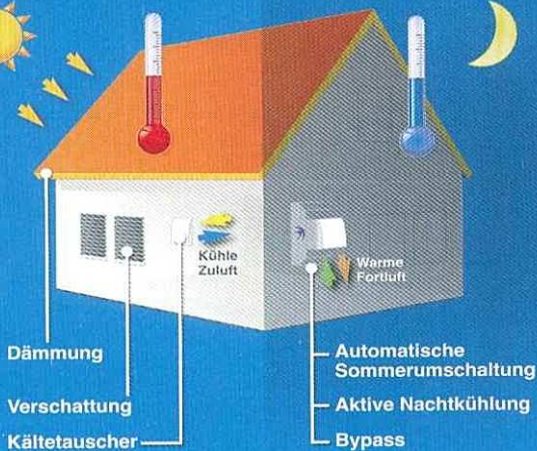 Kühle
Zuluft
Warme
Fortluft
Dämmung
Verschattung
Kältetauscher
Automatische
Sommerumschaltung
Aktive Nachtkühlung
Bypass